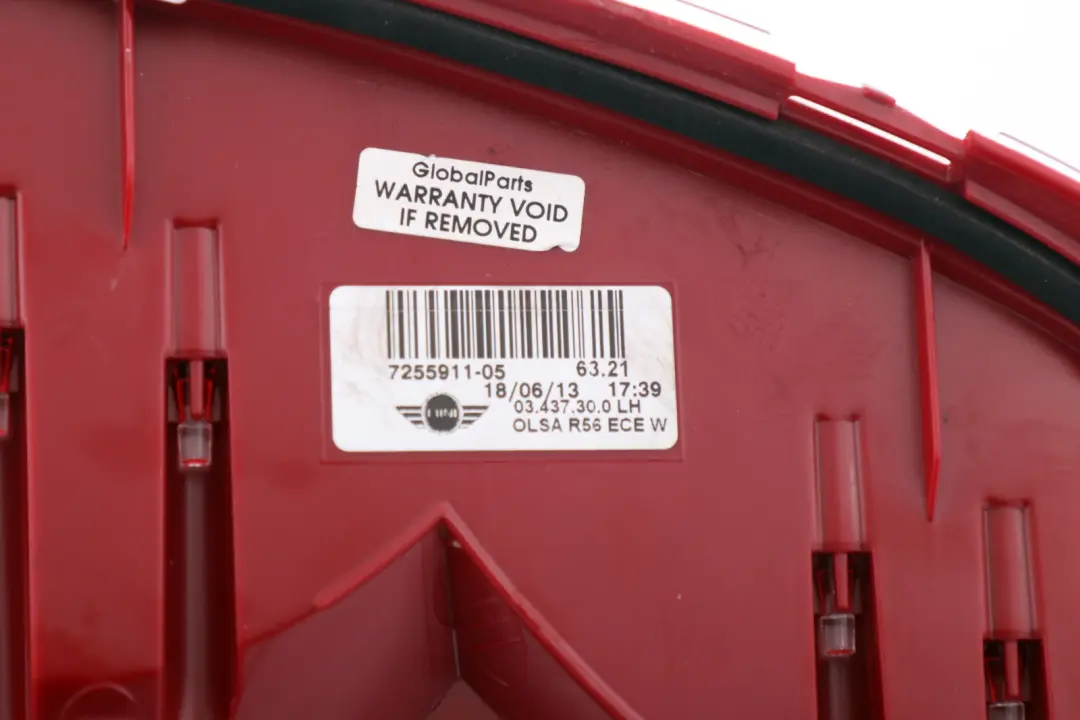 GlobalParts
WARRANTY VOID
IF REMOVED
7255911-05 63.21
18/06/13 17:39
03.437.30.0 LH
MINI
OLSA R56 ECE W